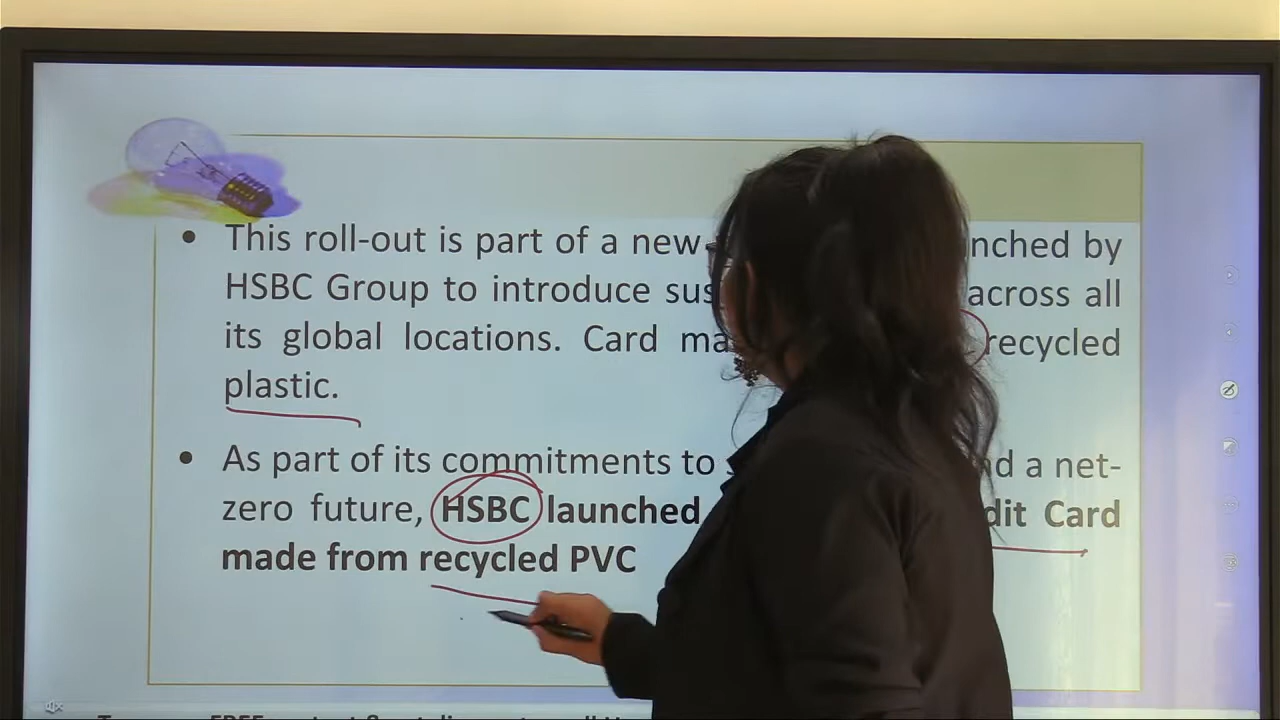 • This roll-out is part of a new- nched by
HSBC Group to introduce sus across all
its global locations. Card ma recycled
plastic.
• As part of its commitments to nd a net-
zero future, HSBC launched dit Card
made from recycled PVC